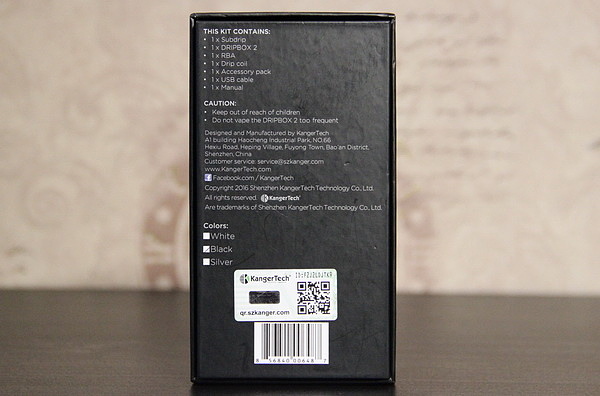 THIS KIT CONTAINS:
• 1 x Subdrip
• 1 x DRIPBOX 2
• 1 x RBA
• 1 x Drip coil
• 1 x Accessory pack
• 1 x USB cable
• 1 x Manual
CAUTION:
• Keep out of reach of children
• Do not vape the DRIPBOX 2 too frequent
Designed and Manufactured by KangerTech
A1 building Haocheng Industrial Park, NO.66
Hexiu Road, Heping Village, Fuyong Town, Bao'an District,
Shenzhen, China
Customer service: service@szkanger.com
www.KangerTech.com
Facebook.com / KangerTech
Copyright 2016 Shenzhen KangerTech Technology Co., Ltd.
All rights reserved. KangerTech
Are trademarks of Shenzhen KangerTech Technology Co., Ltd.
Colors:
White
Black
Silver
KangerTech
qr.szkanger.com
8 56840 00648 7